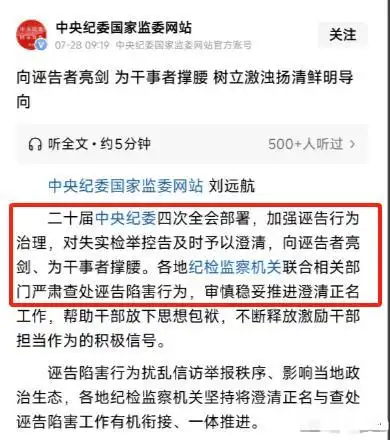 中央纪委国家监委网站
07-28 09:19 中央纪委国家监委网站官方账号
关注
向诬告者亮剑 为干事者撑腰 树立激浊扬清鲜明导
向
听全文·约5分钟
500+人听过 >
中央纪委国家监委网站 刘远航
二十届中央纪委四次全会部署，加强诬告行为
治理，对失实检举控告及时予以澄清，向诬告者亮
剑、为干事者撑腰。各地纪检监察机关联合相关部
门严肃查处诬告陷害行为，审慎稳妥推进澄清正名
工作，帮助干部放下思想包袱，不断释放激励干部
担当作为的积极信号。
诬告陷害行为扰乱信访举报秩序、影响当地政
治生态，各地纪检监察机关坚持将澄清正名与查处
诬告陷害工作有机衔接、一体推进。